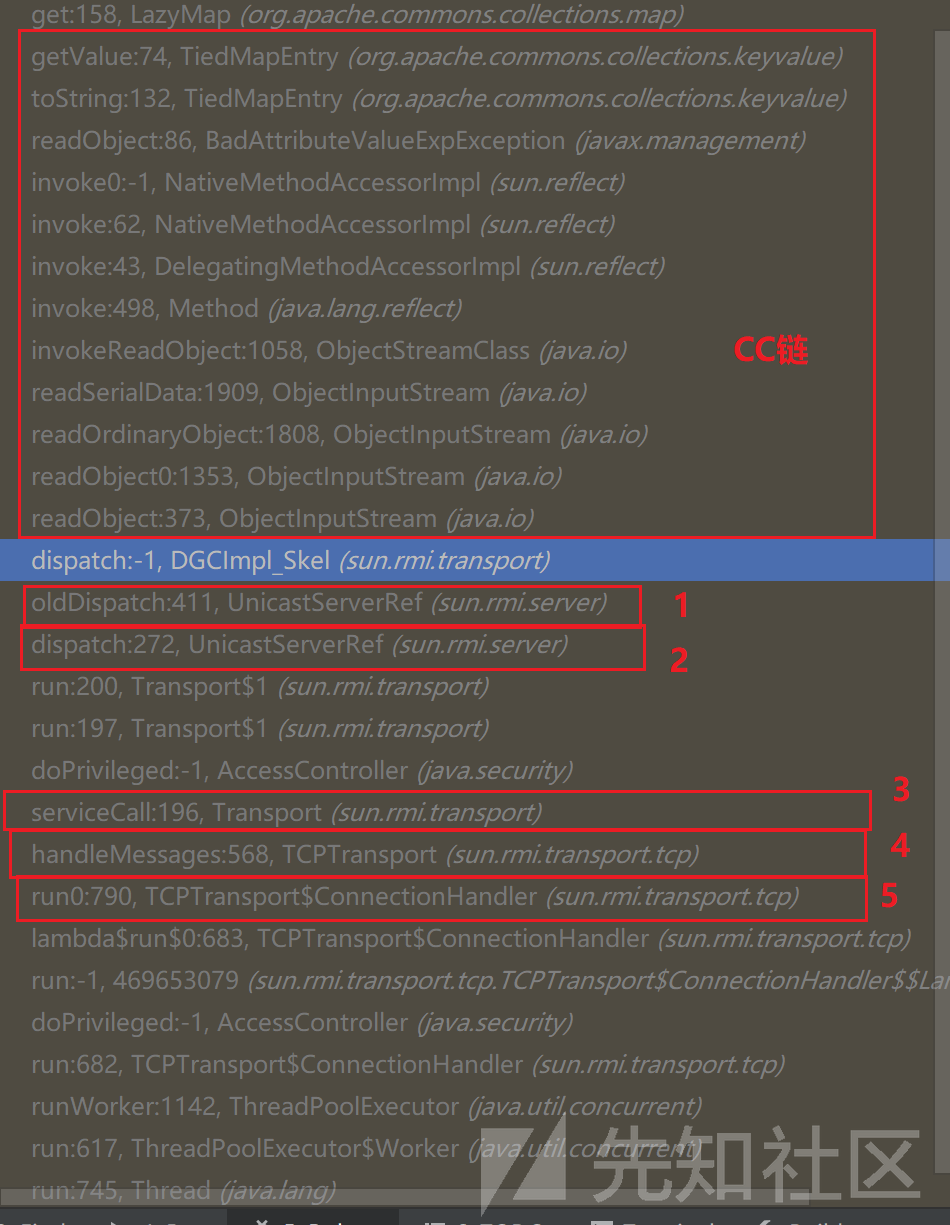 get:158, LazyMap (org.apache.commons.collections.map)
getValue:74, TiedMapEntry (org.apache.commons.collections.keyvalue)
toString:132, TiedMapEntry (org.apache.commons.collections.keyvalue)
readObject:86, BadAttributeValueExpException (javax.management)
invoke0:-1, NativeMethodAccessorImpl (sun.reflect)
invoke:62, NativeMethodAccessorImpl (sun.reflect)
invoke:43, DelegatingMethodAccessorImpl (sun.reflect)
invoke:498, Method (java.lang.reflect)
invokeReadObject:1058, ObjectStreamClass (java.io)
CC链
readSerialData:1909, ObjectInputStream (java.io)
readOrdinaryObject:1808, ObjectInputStream (java.io)
readObject0:1353, ObjectInputStream (java.io)
readObject:373, ObjectInputStream (java.io)
dispatch:-1, DGCImpl_Skel (sun.rmi.transport)
oldDispatch:411, UnicastServerRef (sun.rmi.server) 1
dispatch:272, UnicastServerRef (sun.rmi.server) 2
run:200, Transport$1 (sun.rmi.transport)
run:197, Transport$1 (sun.rmi.transport)
doPrivileged:-1, AccessController (java.security)
serviceCall:196, Transport (sun.rmi.transport) 3
handleMessages:568, TCPTransport (sun.rmi.transport.tcp) 4
run0:790, TCPTransport$ConnectionHandler (sun.rmi.transport.tcp) 5
lambda$run$0:683, TCPTransport$ConnectionHandler (sun.rmi.transport.tcp)
run:-1, 469653079 (sun.rmi.transport.tcp.TCPTransport$ConnectionHandler$$Lar
doPrivileged:-1, AccessController (java.security)
run:682, TCPTransport$ConnectionHandler (sun.rmi.transport.tcp)
runWorker:1142, ThreadPoolExecutor (java.util.concurrent)
run:617, ThreadPoolExecutor$Worker (java.util.concurrent)
run:745, Thread (java.lang)
先知社区